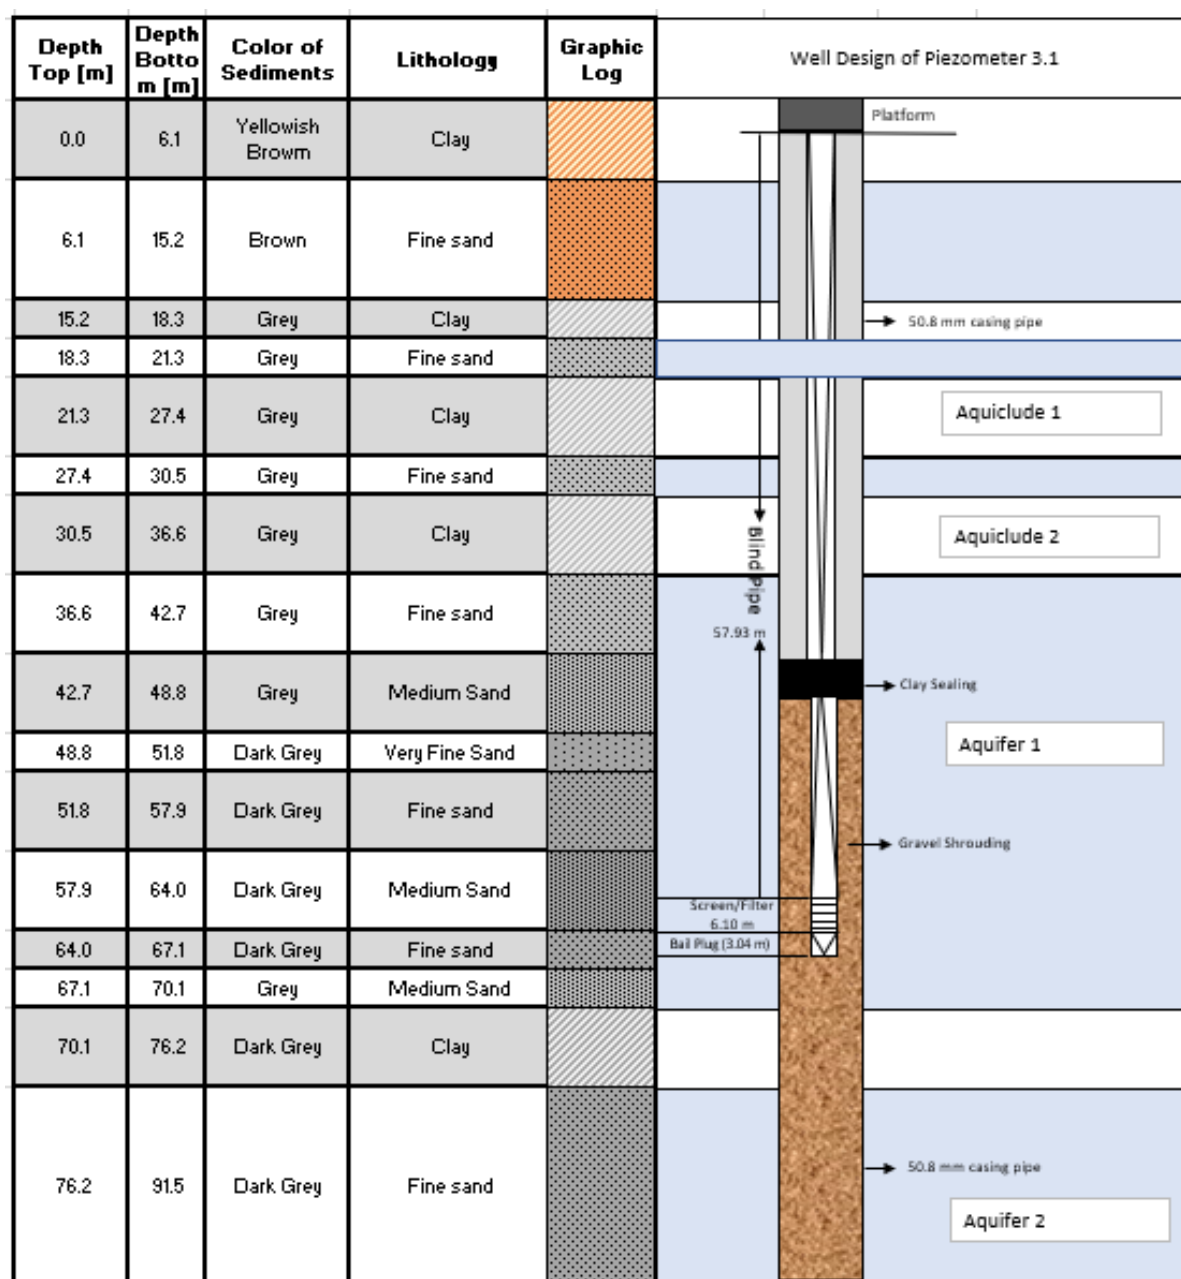 Depth Top [m] Depth Botto m [m] Color of Sediments Lithology Graphic Log Well Design of Piezometer 3.1
Platform
0.0 6.1 Yellowish Brown Clay
6.1 15.2 Brown Fine sand
15.2 18.3 Grey Clay
50.8 mm casing pipe
18.3 21.3 Grey Fine sand
21.3 27.4 Grey Clay
Aquiclude 1
27.4 30.5 Grey Fine sand
30.5 36.6 Grey Clay
Aquiclude 2
Blind Pipe
36.6 42.7 Grey Fine sand
57.93 m
42.7 48.8 Grey Medium Sand
Clay Sealing
48.8 51.8 Dark Grey Very Fine Sand
Aquifer 1
51.8 57.9 Dark Grey Fine sand
Gravel Shrouding
57.9 64.0 Dark Grey Medium Sand
Screen/Filter
6.10 m
64.0 67.1 Dark Grey Fine sand
Bail Plug (3.04 m)
67.1 70.1 Grey Medium Sand
70.1 76.2 Dark Grey Clay
76.2 91.5 Dark Grey Fine sand
50.8 mm casing pipe
Aquifer 2